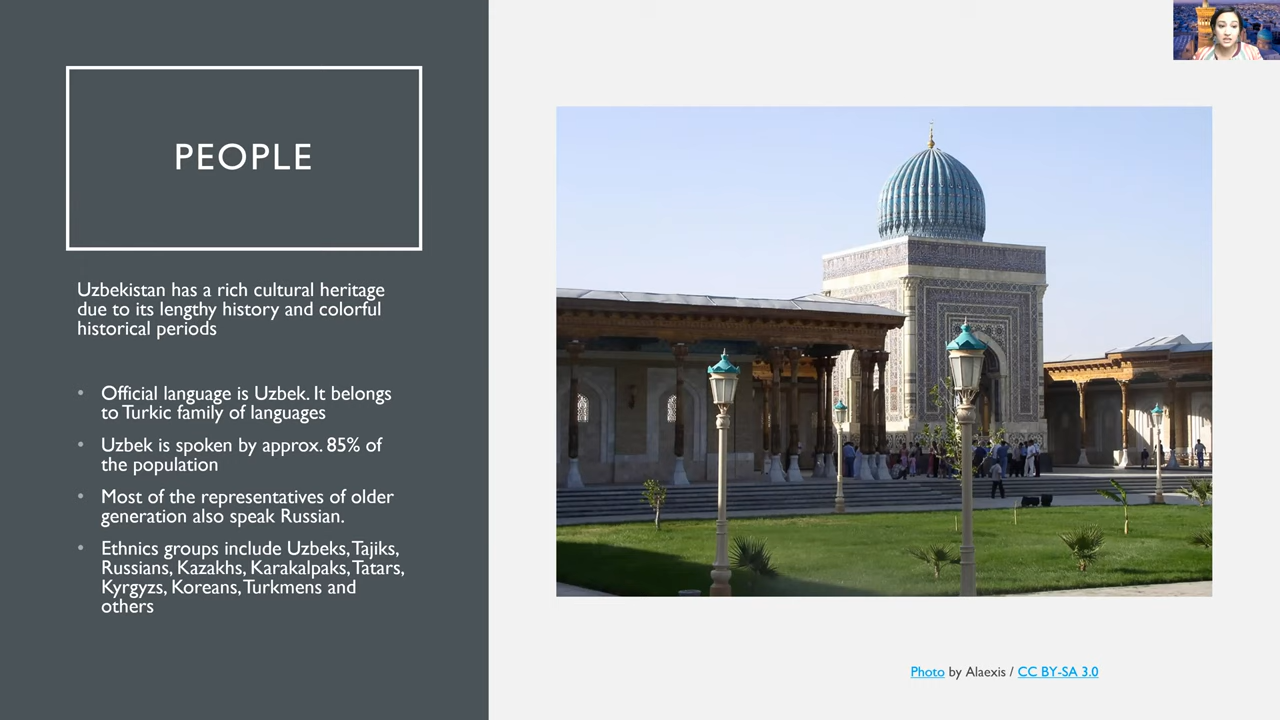 PEOPLE
Uzbekistan has a rich cultural heritage
due to its lengthy history and colorful
historical periods
• Official language is Uzbek. It belongs
to Turkic family of languages
• Uzbek is spoken by approx. 85% of
the population
• Most of the representatives of older
generation also speak Russian.
• Ethnics groups include Uzbeks, Tajiks,
Russians, Kazakhs, Karakalpaks, Tatars,
Kyrgyzs, Koreans, Turkmens and
others
Photo by Alaexis / CC BY-SA 3.0